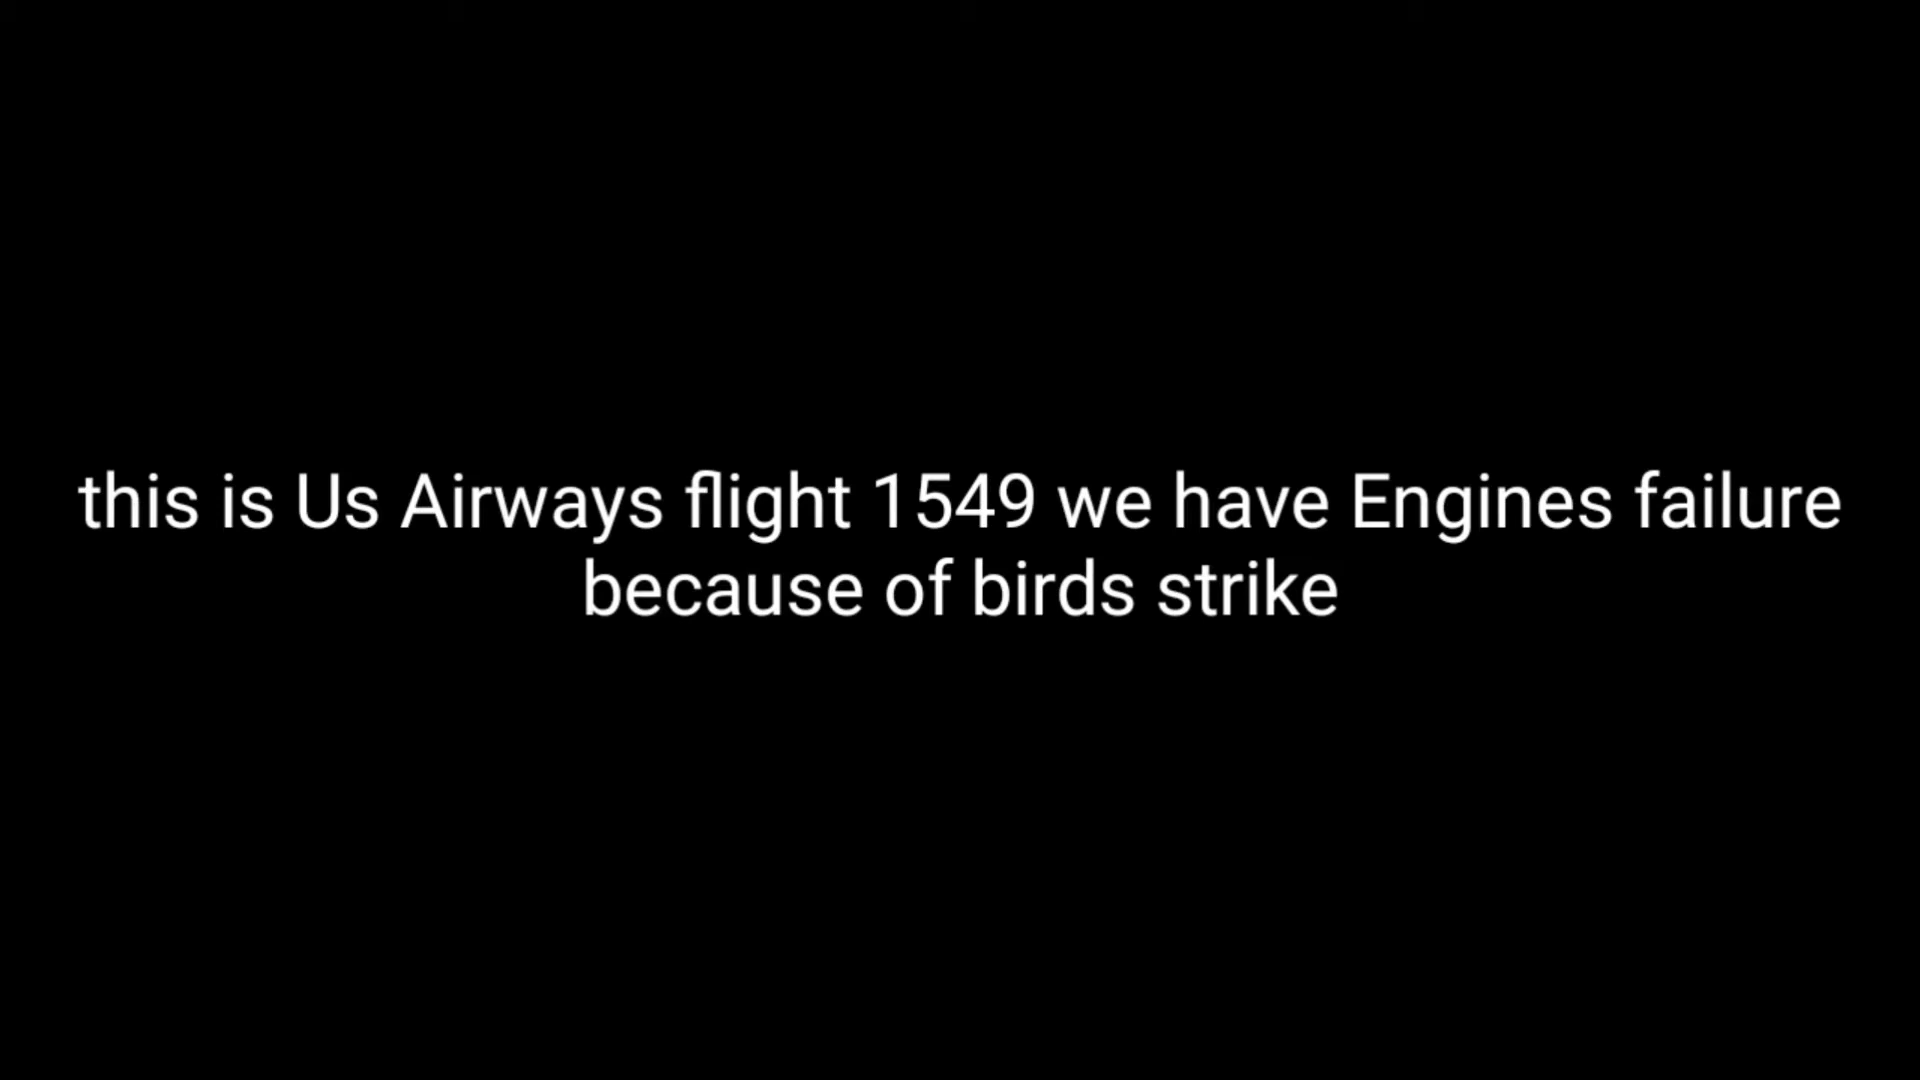 this is Us Airways flight 1549 we have Engines failure
because of birds strike